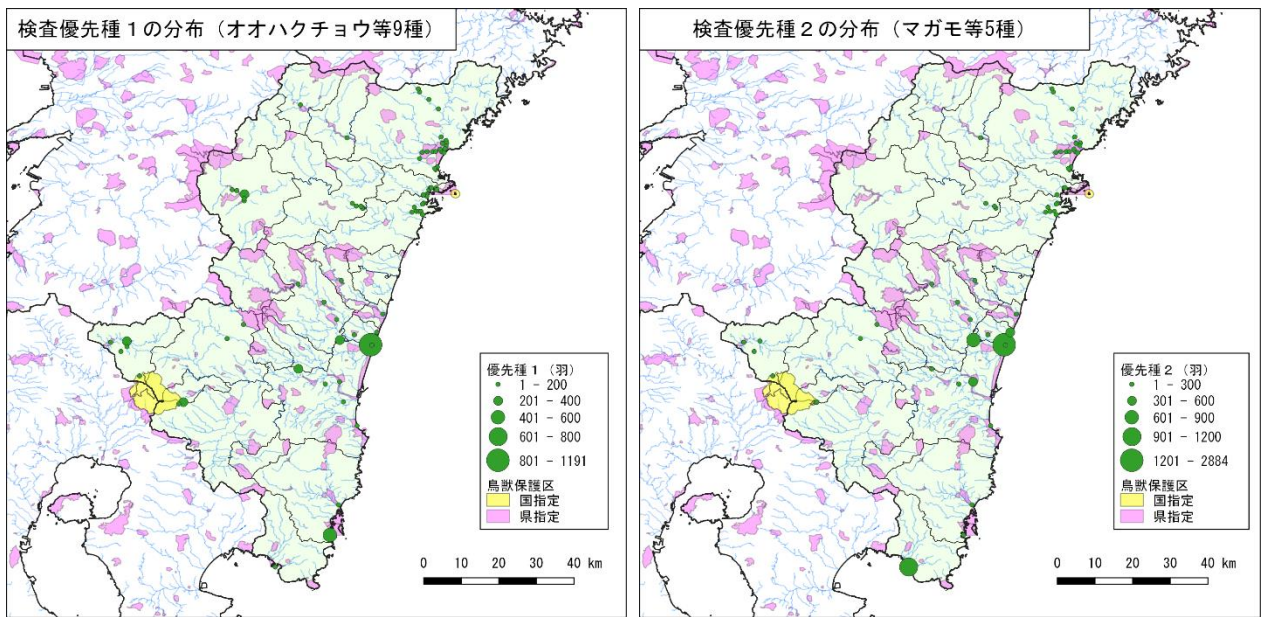 検査優先種１の分布（オオハクチョウ等9種）
優先種１（羽）
1 - 200
201 - 400
401 - 600
601 - 800
801 - 1191
鳥獣保護区
国指定
県指定
0 10 20 30 40 km
検査優先種２の分布（マガモ等5種）
優先種２（羽）
1 - 300
301 - 600
601 - 900
901 - 1200
1201 - 2884
鳥獣保護区
国指定
県指定
0 10 20 30 40 km